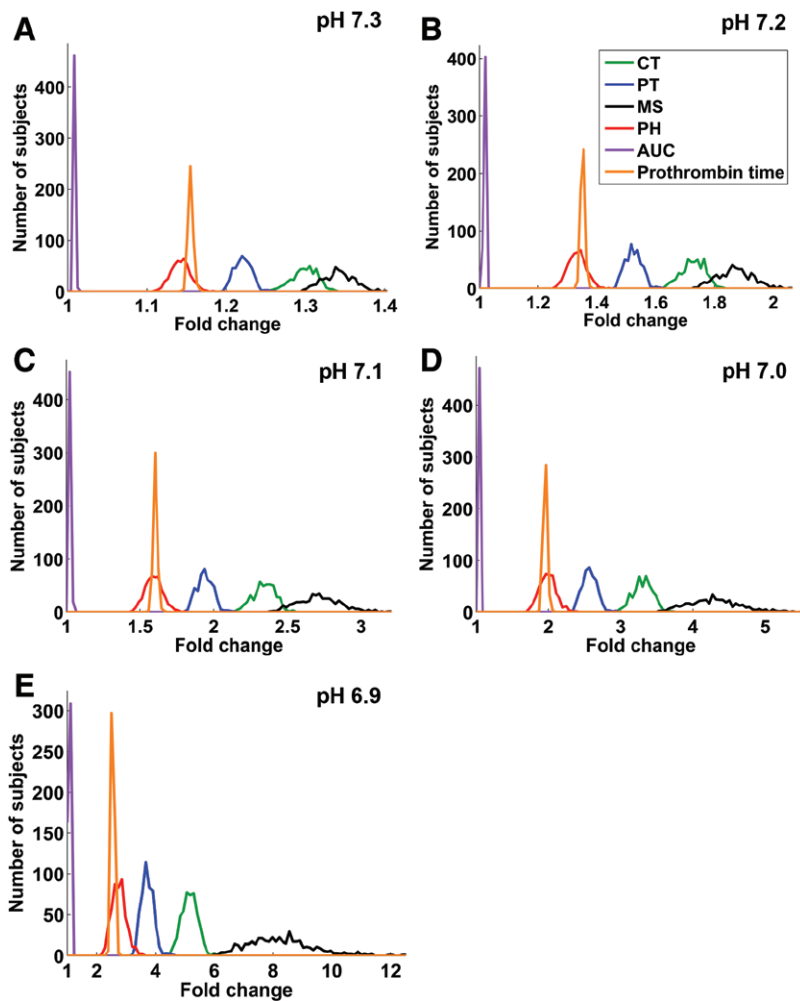 A
pH 7.3
Number of subjects
400
300
200
100
0
1
1.1
1.2
1.3
1.4
Fold change
B
pH 7.2
CT
PT
MS
PH
AUC
Prothrombin time
Number of subjects
400
300
200
100
0
1
1.2
1.4
1.6
1.8
2
Fold change
C
pH 7.1
Number of subjects
400
300
200
100
0
1
1.5
2
2.5
3
Fold change
D
pH 7.0
Number of subjects
400
300
200
100
0
1
2
3
4
5
Fold change
E
pH 6.9
Number of subjects
300
250
200
150
100
50
0
1
2
4
6
8
10
12
Fold change